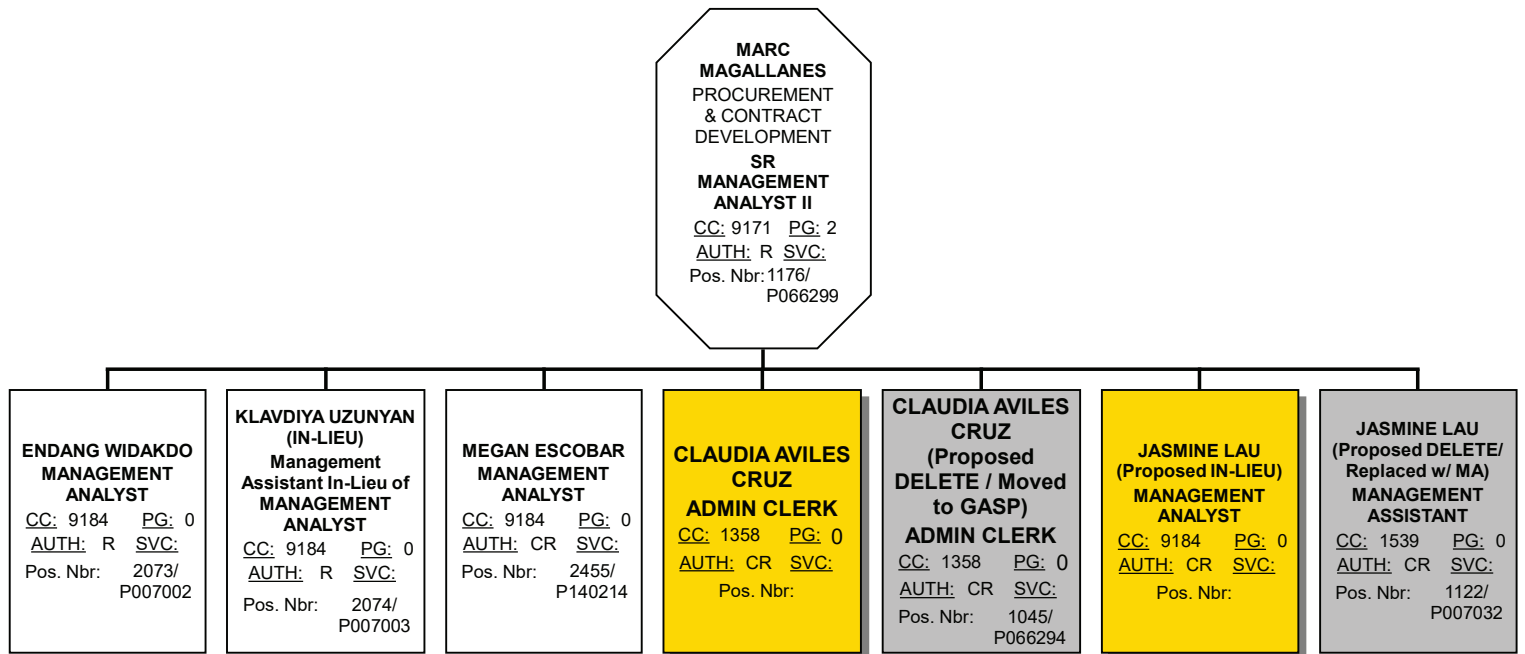 MARC
MAGALLANES
PROCUREMENT
& CONTRACT
DEVELOPMENT
SR
MANAGEMENT
ANALYST II
CC: 9171 PG: 2
AUTH: R SVC:
Pos. Nbr: 1176/
P066299
ENDANG WIDAKDO
MANAGEMENT
ANALYST
CC: 9184 PG: 0
AUTH: R SVC:
Pos. Nbr: 2073/
P007002
KLAVDIYA UZUNYAN
(IN-LIEU)
Management
Assistant In-Lieu of
MANAGEMENT
ANALYST
CC: 9184 PG: 0
AUTH: R SVC:
Pos. Nbr: 2074/
P007003
MEGAN ESCOBAR
MANAGEMENT
ANALYST
CC: 9184 PG: 0
AUTH: CR SVC:
Pos. Nbr: 2455/
P140214
CLAUDIA AVILES
CRUZ
ADMIN CLERK
CC: 1358 PG: 0
AUTH: CR SVC:
Pos. Nbr:
CLAUDIA AVILES
CRUZ
(Proposed
DELETE / Moved
to GASP)
ADMIN CLERK
CC: 1358 PG: 0
AUTH: CR SVC:
Pos. Nbr: 1045/
P066294
JASMINE LAU
(Proposed IN-LIEU)
MANAGEMENT
ANALYST
CC: 9184 PG: 0
AUTH: CR SVC:
Pos. Nbr:
JASMINE LAU
(Proposed DELETE/
Replaced w/ MA)
MANAGEMENT
ASSISTANT
CC: 1539 PG: 0
AUTH: CR SVC:
Pos. Nbr: 1122/
P007032